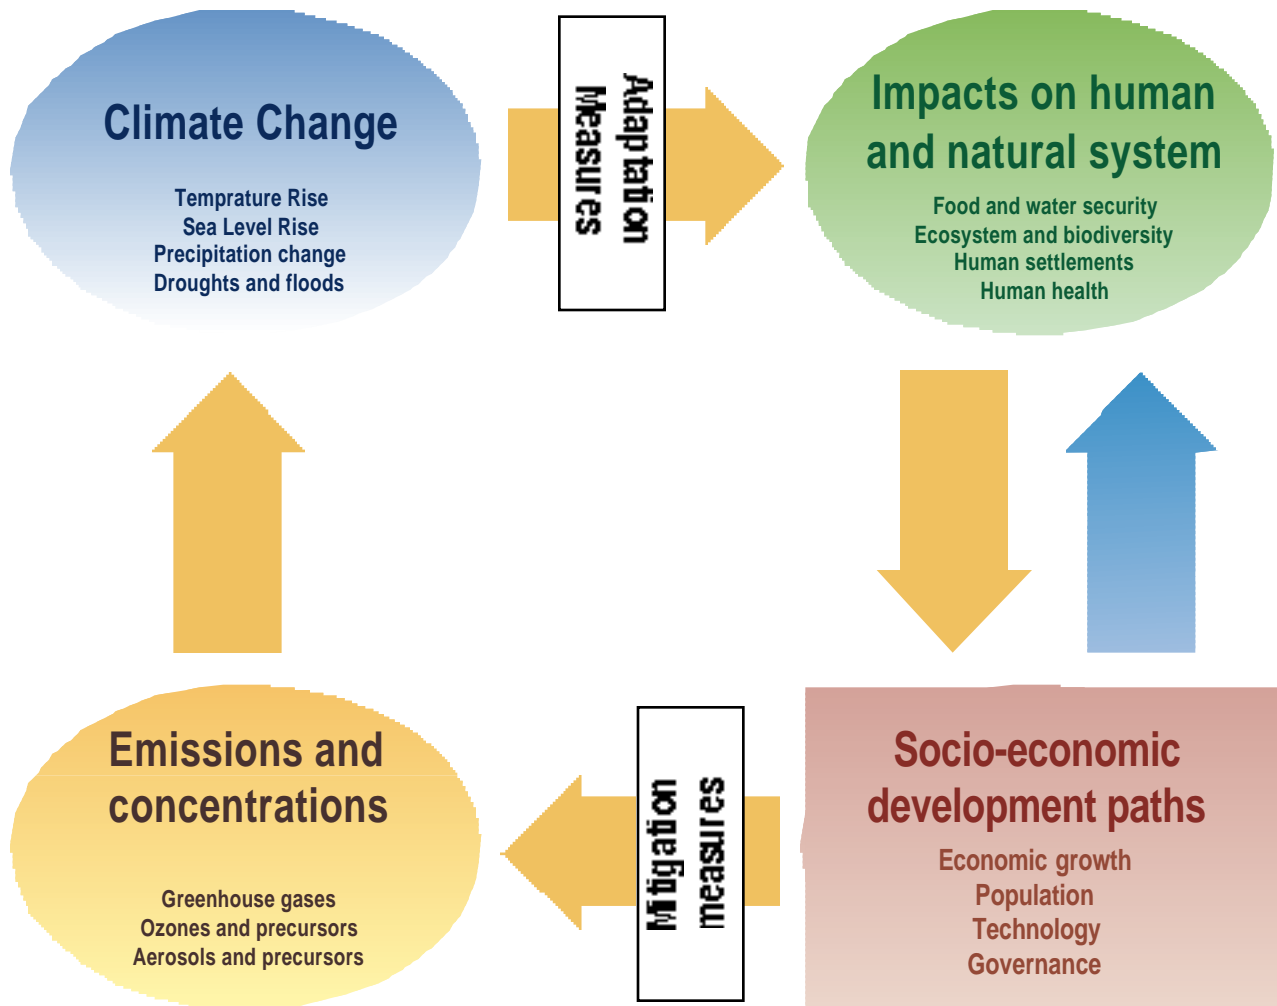 Climate Change
Temprature Rise
Sea Level Rise
Precipitation change
Droughts and floods
Adaptation
Measures
Impacts on human
and natural system
Food and water security
Ecosystem and biodiversity
Human settlements
Human health
Emissions and
concentrations
Greenhouse gases
Ozones and precursors
Aerosols and precursors
Mitigation
measures
Socio-economic
development paths
Economic growth
Population
Technology
Governance